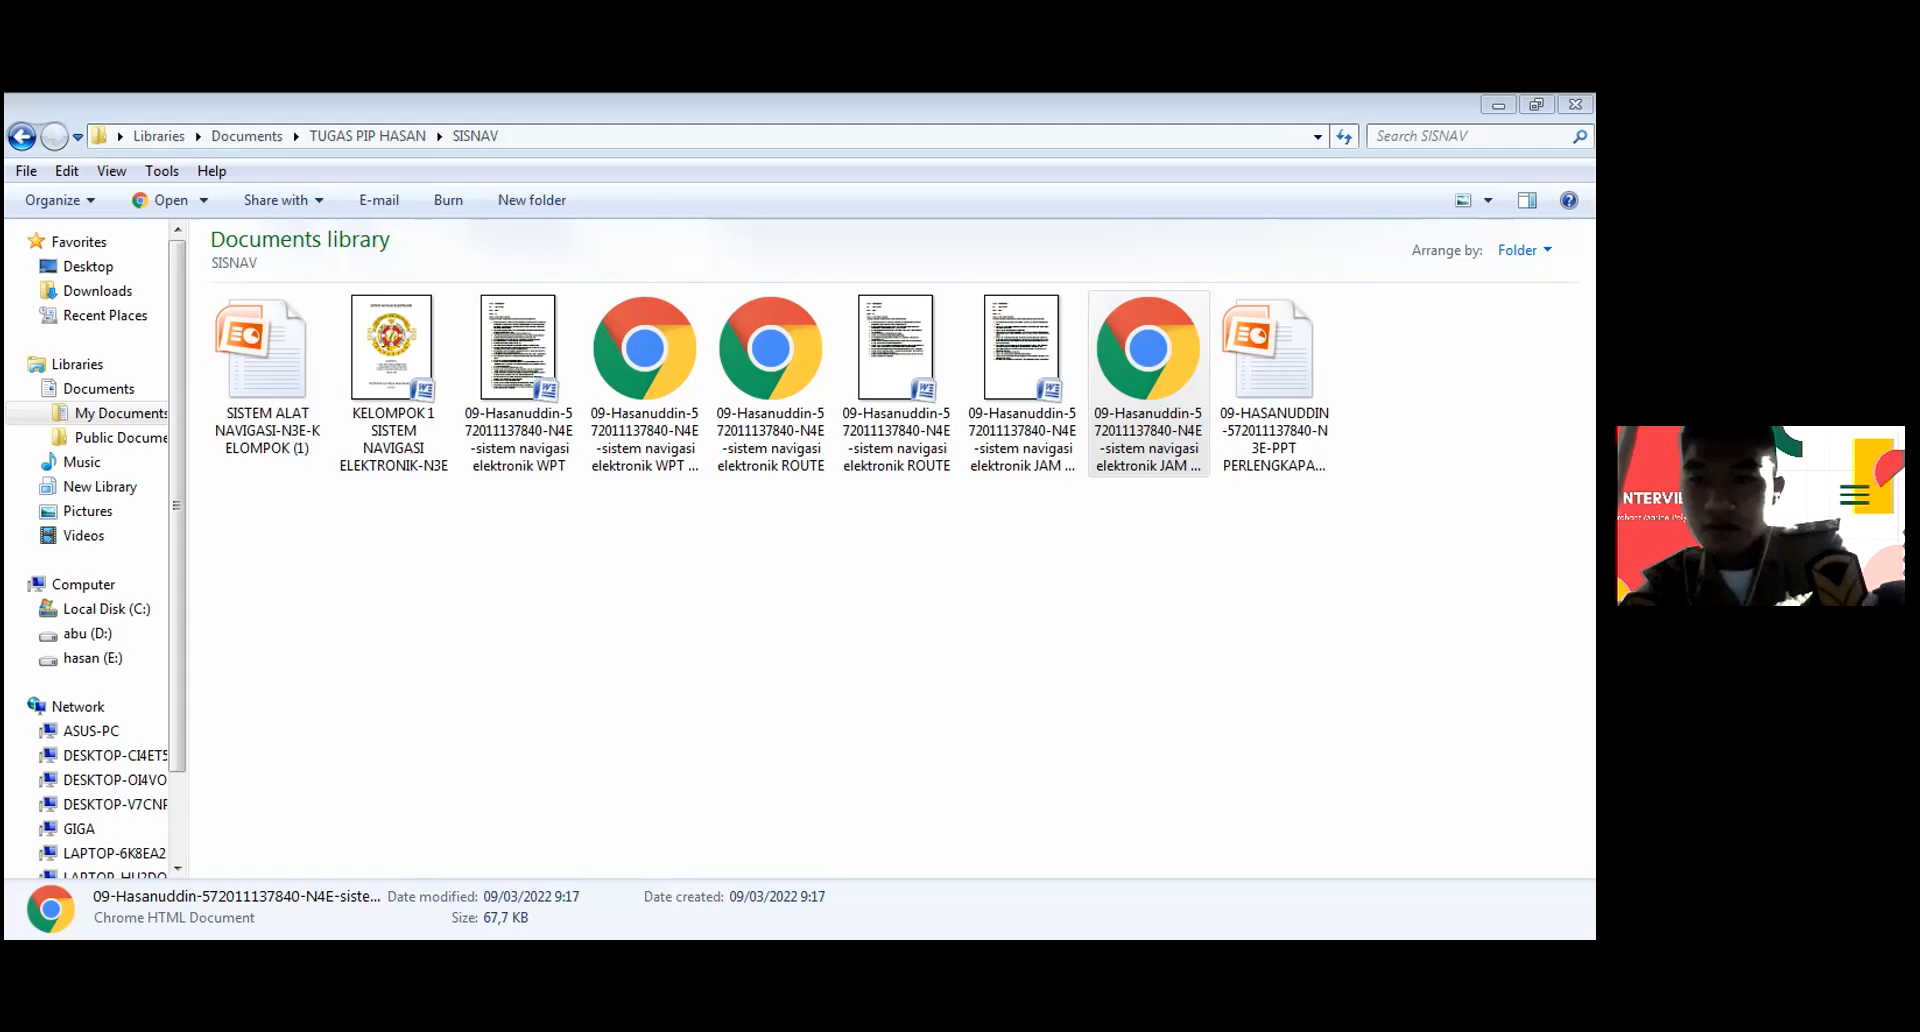 Libraries
Documents
TUGAS PIP HASAN
SISNAV
Search SISNAV
File Edit View Tools Help
Organize Open Share with E-mail Burn New folder
Documents library
SISNAV
Arrange by: Folder
Favorites
Desktop
Downloads
Recent Places
Libraries
Documents
My Documents
Public Docume
Music
New Library
Pictures
Videos
Computer
Local Disk (C:)
abu (D:)
hasan (E:)
Network
ASUS-PC
DESKTOP-CI4ET5
DESKTOP-OI4VO
DESKTOP-V7CNP
GIGA
LAPTOP-6K8EA2
SISTEM ALAT
NAVIGASI-N3E-K
ELOMPOK (1)
KELOMPOK 1
SISTEM
NAVIGASI
ELEKTRONIK-N3E
09-Hasanuddin-5
72011137840-N4E
-sistem navigasi
elektronik WPT
09-Hasanuddin-5
72011137840-N4E
-sistem navigasi
elektronik WPT ...
09-Hasanuddin-5
72011137840-N4E
-sistem navigasi
elektronik ROUTE
09-Hasanuddin-5
72011137840-N4E
-sistem navigasi
elektronik ROUTE
09-Hasanuddin-5
72011137840-N4E
-sistem navigasi
elektronik JAM ...
09-Hasanuddin-5
72011137840-N4E
-sistem navigasi
elektronik JAM ...
09-HASANUDDIN
-572011137840-N
3E-PPT
PERLENGKAPA...
09-Hasanuddin-572011137840-N4E-siste... Date modified: 09/03/2022 9:17 Date created: 09/03/2022 9:17
Chrome HTML Document Size: 67,7 KB